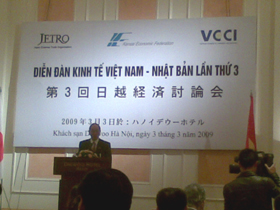 JETRO
VCCI
DIỄN ĐÀN KINH TẾ VIỆT NAM - NHẬT BẢN LẦN THỨ 3
第3回日越経済討論会
2009年3月3日於：ハノイデウーホテル
Khách sạn Daewoo Hà Nội, ngày 3 tháng 3 năm 2009